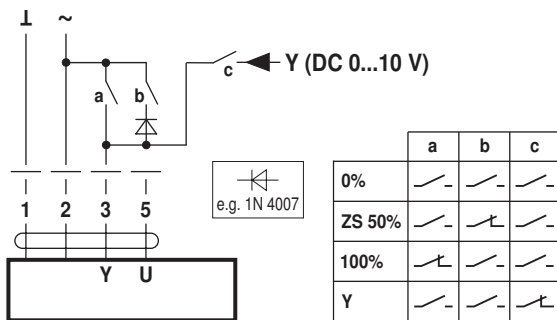 ⊥ ~
a b c Y (DC 0...10 V)
1 2 3 5
Y U
e.g. 1N 4007
a b c
0%
ZS 50%
100%
Y